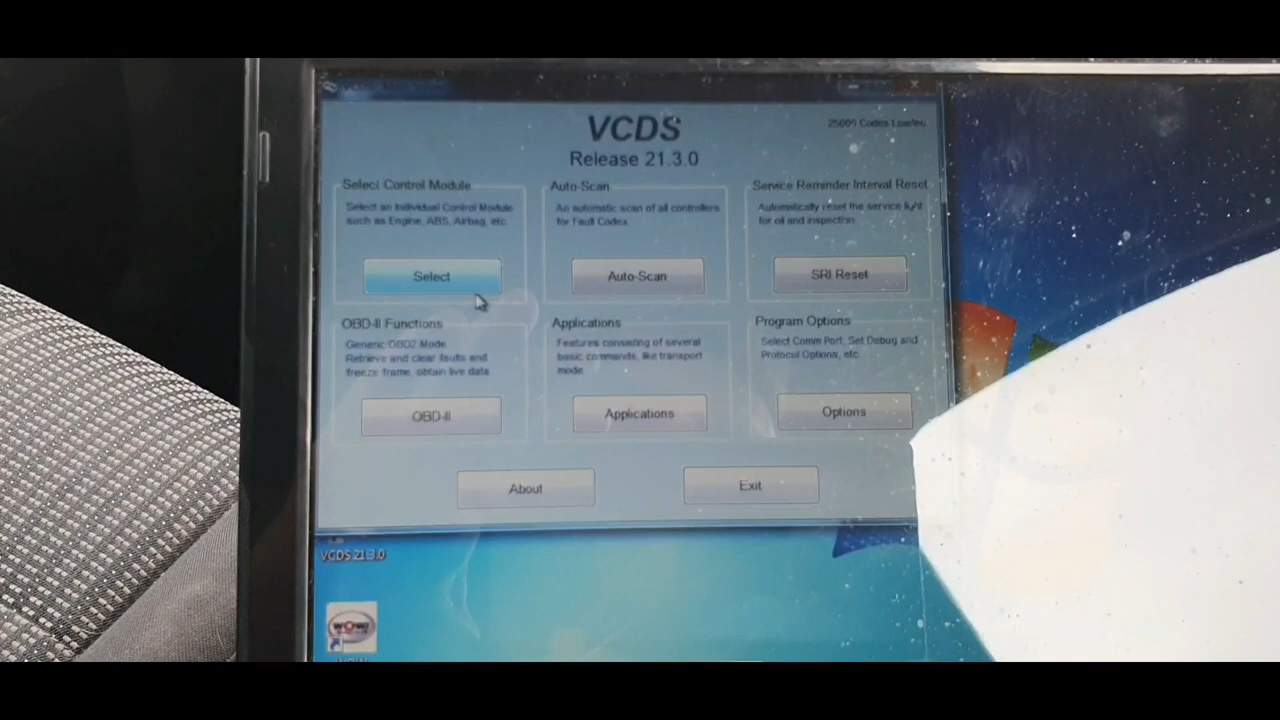 VCDS
Release 21.3.0
25009 Codes Loaded
Select Control Module
Select an Individual Control Module
such as Engine, ABS, Airbag, etc.
Select
Auto-Scan
An automatic scan of all controllers
for Fault Codes.
Auto-Scan
Service Reminder Interval Reset
Automatically reset the service light
for oil and inspection.
SRI Reset
OBD-II Functions
Generic OBD2 Mode
Retrieve and clear faults and
freeze frame, obtain live data
OBD-II
Applications
Features consisting of several
basic commands, like transport
mode
Applications
Program Options
Select Comm Port, Set Debug and
Protocol Options, etc.
Options
About
Exit
VCDS 21.3.0
WOW!